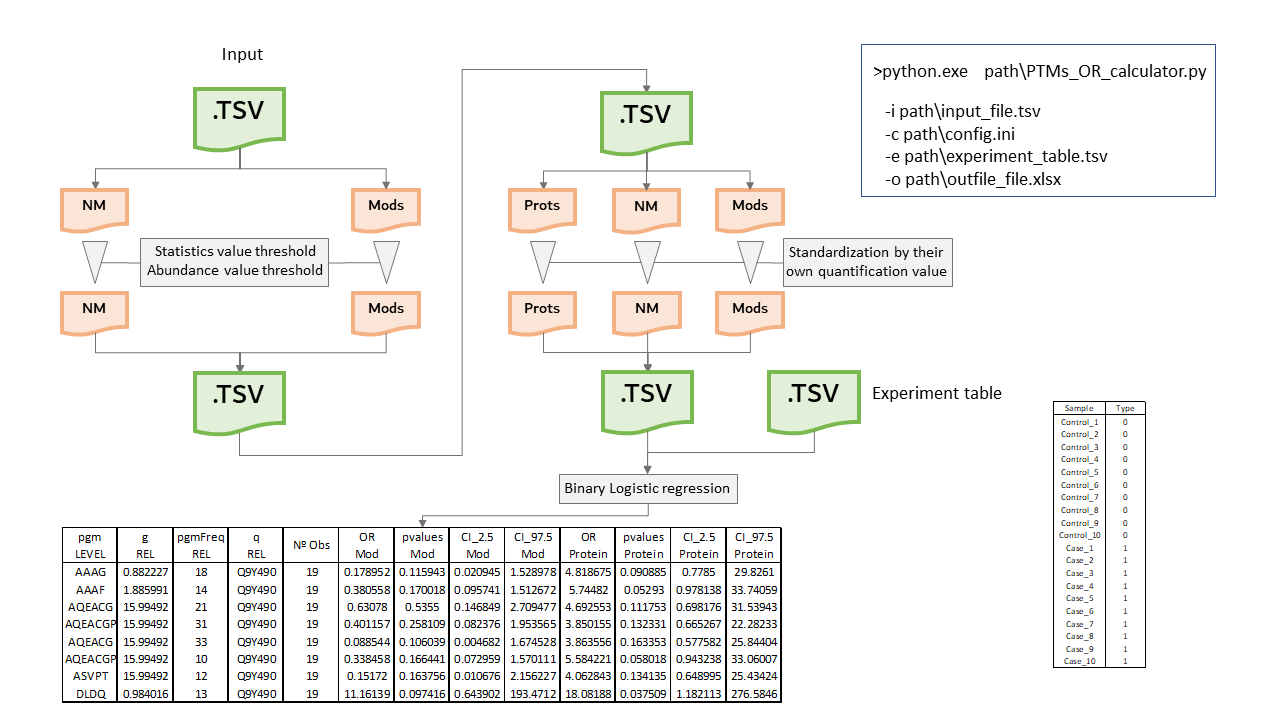 Input
.TSV
NM
Mods
Statistics value threshold
Abundance value threshold
NM
Mods
.TSV
.TSV
Prots
NM
Mods
Standardization by their
own quantification value
Prots
NM
Mods
.TSV
.TSV
Experiment table
Binary Logistic regression
>python.exe path\PTMs_OR_calculator.py
-i path\input_file.tsv
-c path\config.ini
-e path\experiment_table.tsv
-o path\outfile_file.xlsx
Sample Type
Control_1 0
Control_2 0
Control_3 0
Control_4 0
Control_5 0
Control_6 0
Control_7 0
Control_8 0
Control_9 0
Control_10 0
Case_1 1
Case_2 1
Case_3 1
Case_4 1
Case_5 1
Case_6 1
Case_7 1
Case_8 1
Case_9 1
Case_10 1
pgm g pgmFreq q Nº Obs OR pvalues CI_2.5 CI_97.5 OR pvalues CI_2.5 CI_97.5
LEVEL REL REL REL Mod Mod Mod Mod Protein Protein Protein Protein
AAAG 0.882227 18 Q9Y490 19 0.178952 0.115943 0.020945 1.528978 4.818675 0.090885 0.7785 29.8261
AAAF 1.885991 14 Q9Y490 19 0.380558 0.170018 0.095741 1.512672 5.74482 0.05293 0.978138 33.74059
AQEACG 15.99492 21 Q9Y490 19 0.63078 0.5355 0.146849 2.709477 4.692553 0.111753 0.698176 31.53943
AQEACGP 15.99492 31 Q9Y490 19 0.401157 0.258109 0.082376 1.953565 3.850155 0.132331 0.665267 22.28233
AQEACG 15.99492 33 Q9Y490 19 0.088544 0.106039 0.004682 1.674528 3.863556 0.163353 0.577582 25.84404
AQEACGP 15.99492 10 Q9Y490 19 0.338458 0.166441 0.072959 1.570111 5.584221 0.058018 0.943238 33.06007
ASVPT 15.99492 12 Q9Y490 19 0.15172 0.163756 0.010676 2.156227 4.062843 0.134135 0.648995 25.43424
DLDQ 0.984016 13 Q9Y490 19 11.16139 0.097416 0.643902 193.4712 18.08188 0.037509 1.182113 276.5846